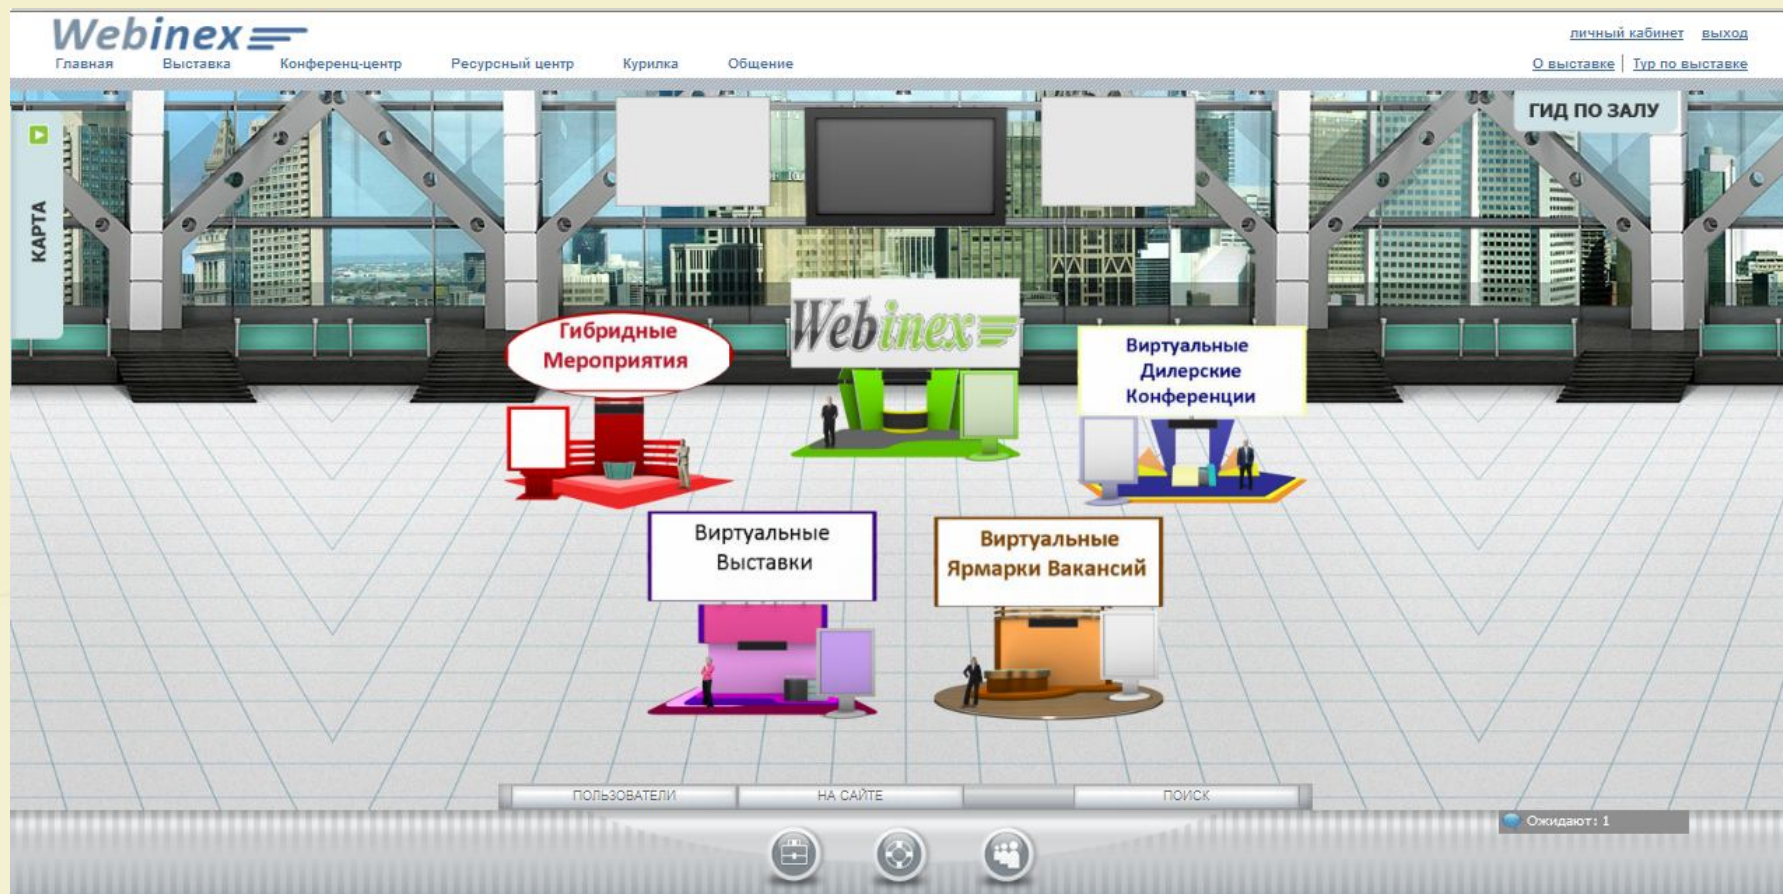 Webinex
личный кабинет выход
Главная Выставка Конференц-центр Ресурсный центр Курилка Общение
О выставке Тур по выставке
ГИД ПО ЗАЛУ
КАРТА
Webinex
Гибридные
Мероприятия
Виртуальные
Дилерские
Конференции
Виртуальные
Выставки
Виртуальные
Ярмарки Вакансий
ПОЛЬЗОВАТЕЛИ НА САЙТЕ ПОИСК
Ожидают: 1